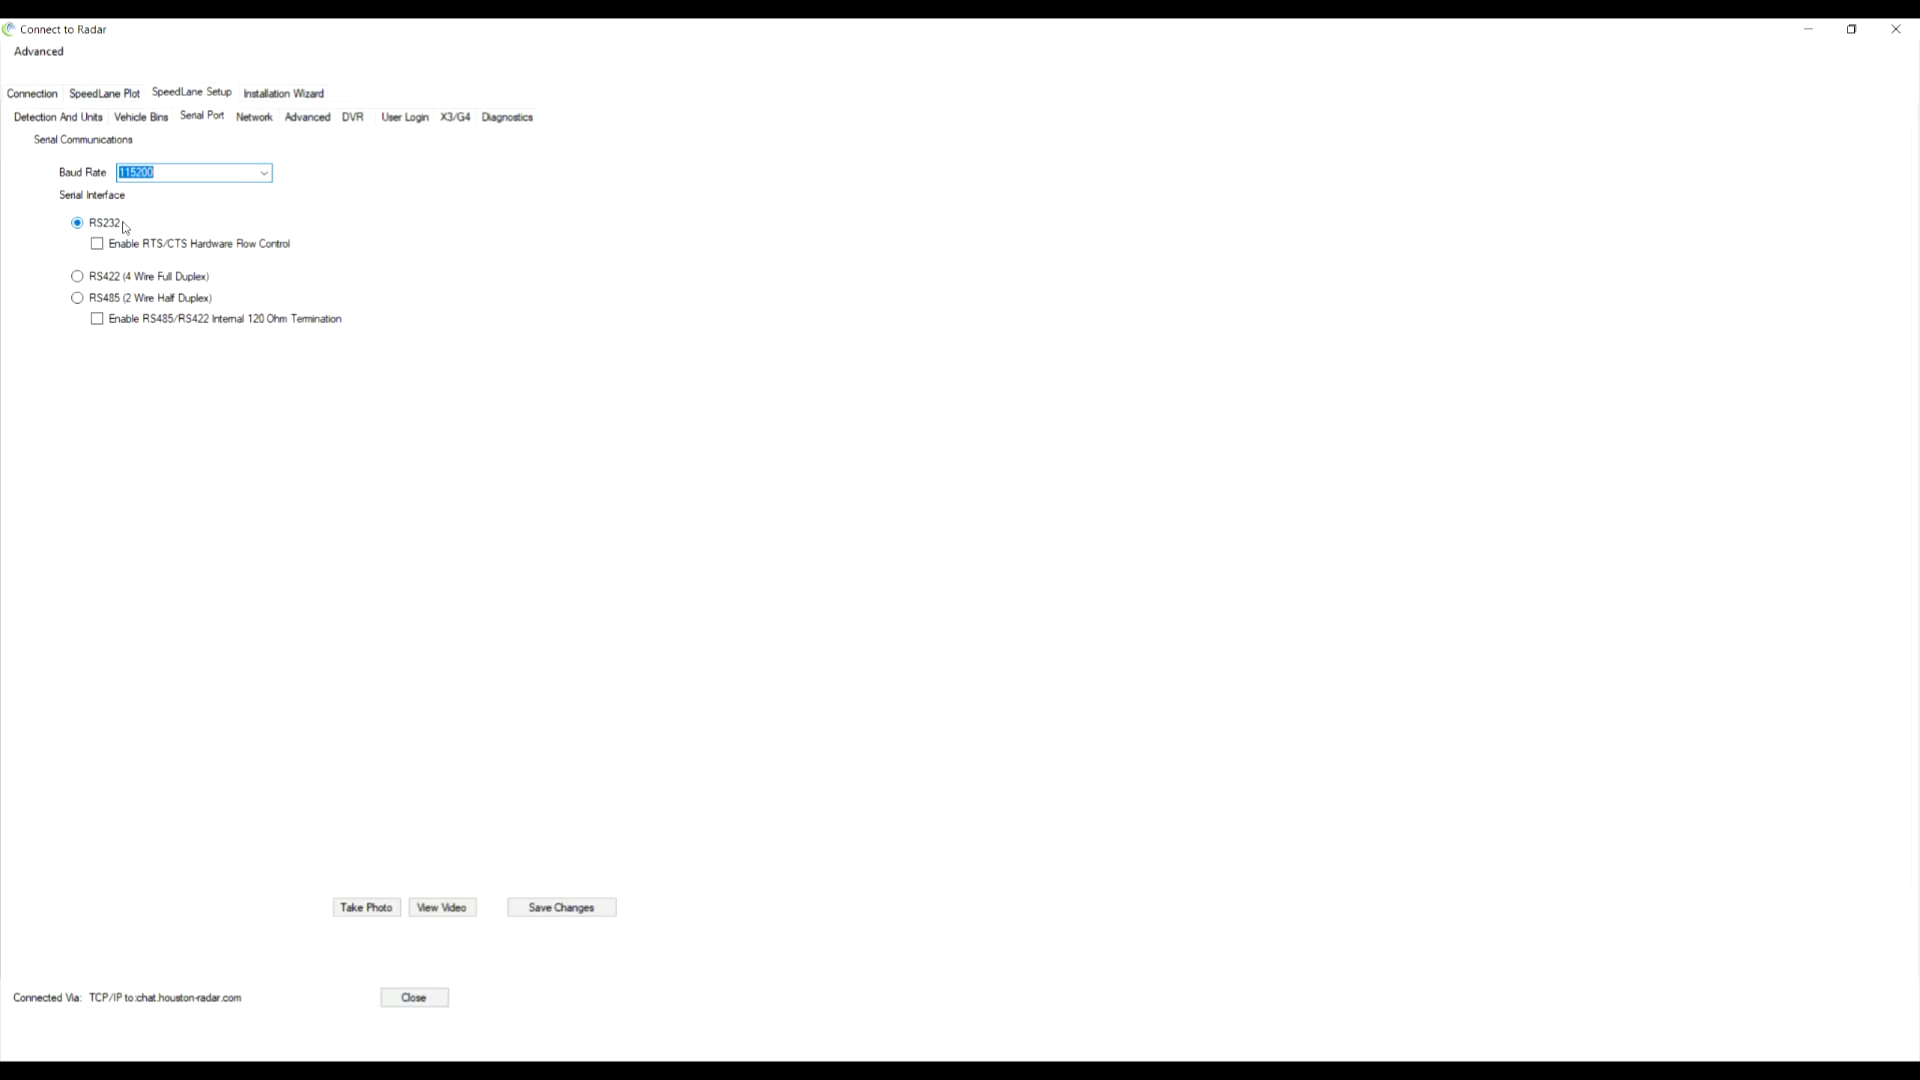 Connect to Radar
Advanced
Connection SpeedLane Plot SpeedLane Setup Installation Wizard
Detection And Units Vehicle Bins Serial Port Network Advanced DVR User Login X3/G4 Diagnostics
Serial Communications
Baud Rate 115200
Serial Interface
RS232
Enable RTS/CTS Hardware Flow Control
RS422 (4 Wire Full Duplex)
RS485 (2 Wire Half Duplex)
Enable RS485/RS422 Internal 120 Ohm Termination
Take Photo View Video Save Changes
Connected Via: TCP/IP to:chat.houston-radar.com Close